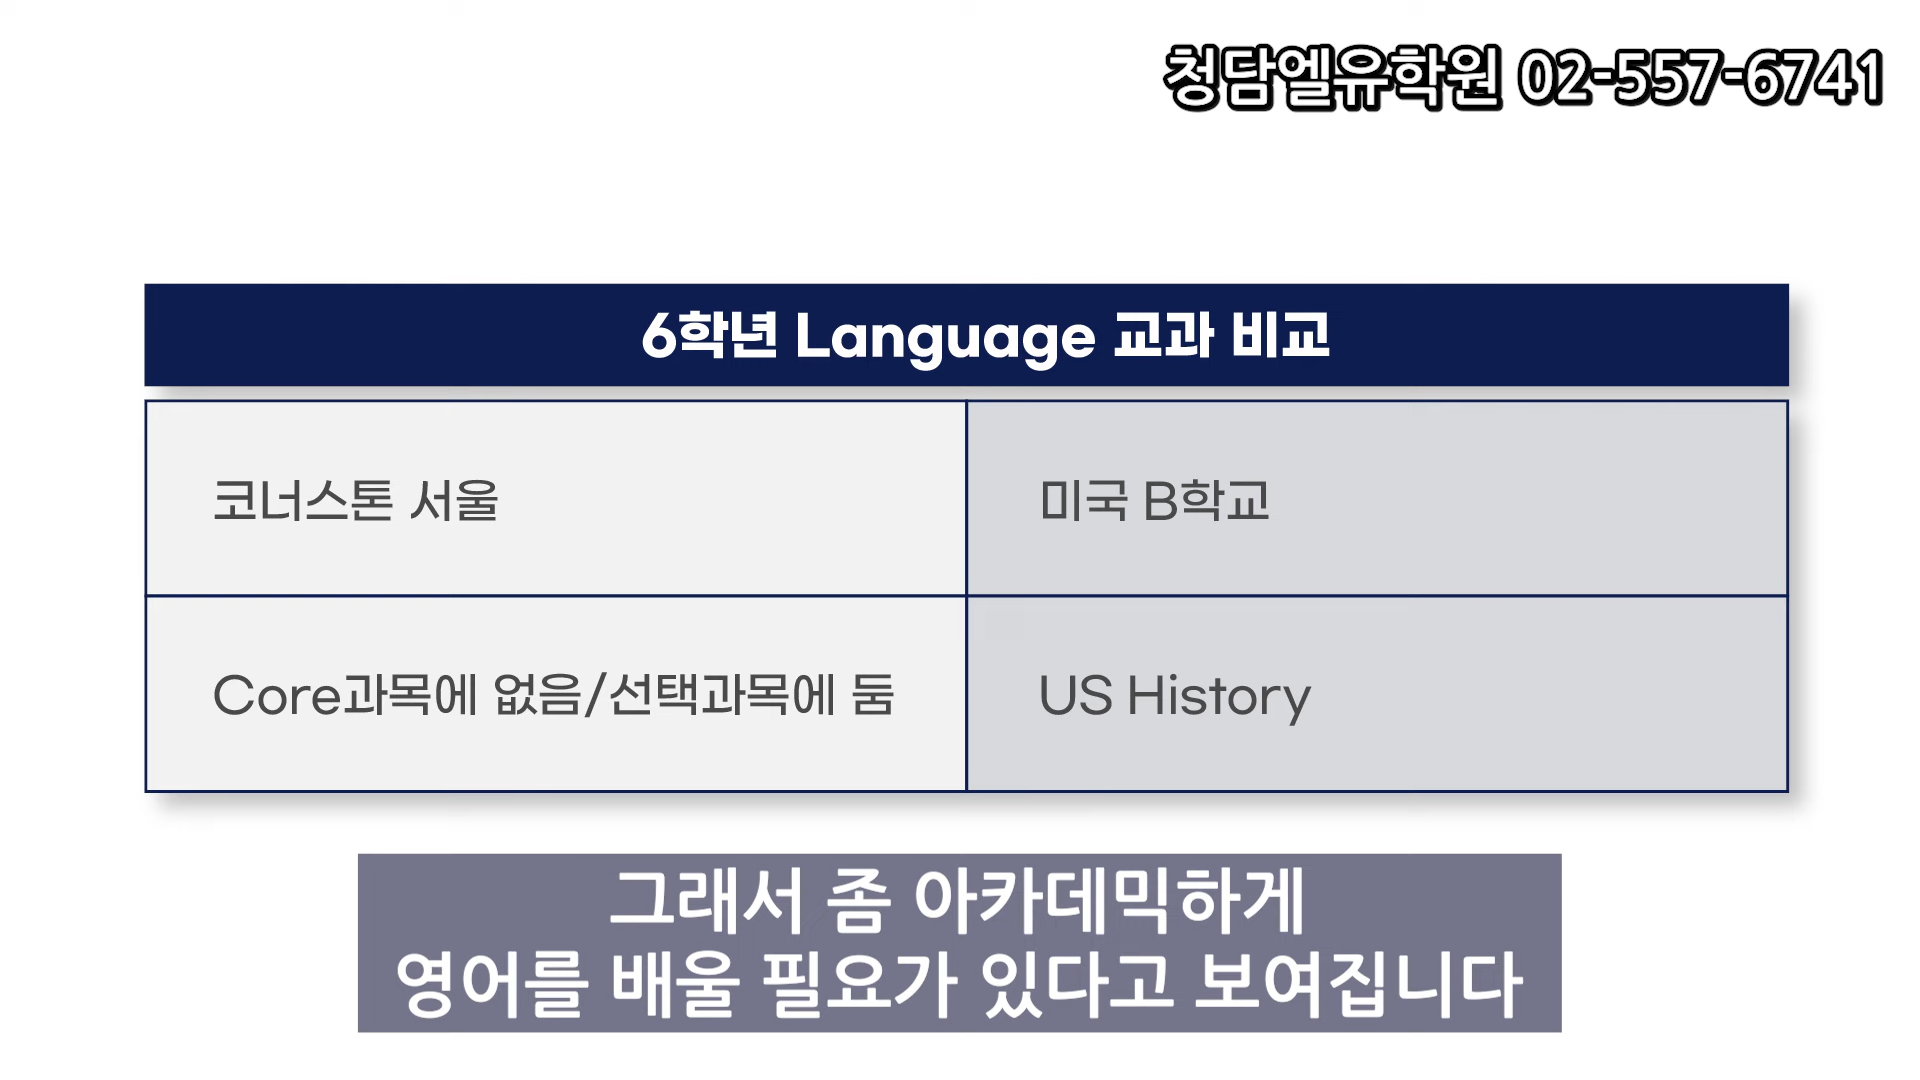 청담엘유학원 02-557-6741
6학년 Language 교과 비교
코너스톤 서울
미국 B학교
Core과목에 없음/선택과목에 둠
US History
그래서 좀 아카데믹하게
영어를 배울 필요가 있다고 보여집니다